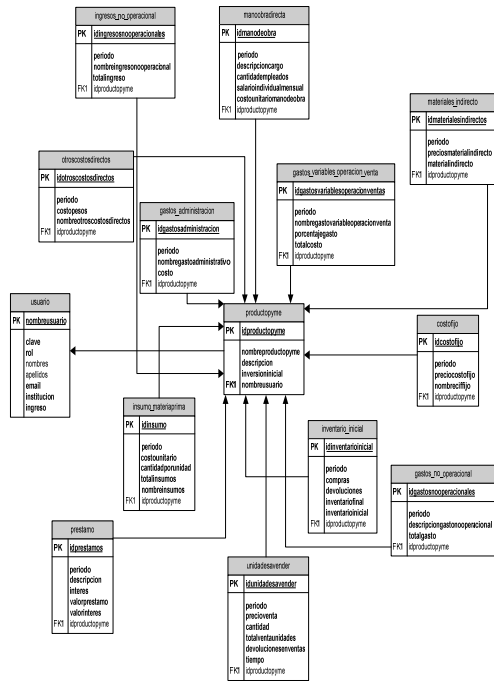 ingresos_no_operacional
PK idingresosnooperacionales
periodo
nombreingresonooperacional
totalingreso
FK1 idproductopyme
manoobradirecta
PK idmanodeobra
periodo
descripcioncargo
cantidadempleados
salarioindividualmensual
costounitariomanodeobra
FK1 idproductopyme
materiales_indirecto
PK idmaterialesindirectos
periodo
preciosmaterialindirecto
materialindirecto
FK1 idproductopyme
otroscostosdirectos
PK idotroscostosdirectos
periodo
costopesos
nombreotroscostosdirectos
FK1 idproductopyme
gastos_variables_operacion_venta
PK idgastosvariablesoperacionventas
periodo
nombregastovariableoperacionventa
porcentajegasto
totalcosto
FK1 idproductopyme
gastos_administracion
PK idgastosadministracion
periodo
nombregastoadministrativo
costo
FK1 idproductopyme
usuario
PK nombreusuario
clave
rol
nombres
apellidos
email
institucion
ingreso
productopyme
PK idproductopyme
nombreproductopyme
descripcion
inversioninicial
FK1 nombreusuario
costofijo
PK idcostofijo
periodo
preciocostofijo
nombreciffijo
FK1 idproductopyme
insumo_materiaprima
PK idinsumo
periodo
costounitario
cantidadporunidad
totalinsumos
nombreinsumos
FK1 idproductopyme
inventario_inicial
PK idinventarioinicial
periodo
compras
devoluciones
inventariofinal
inventarioinicial
FK1 idproductopyme
gastos_no_operacional
PK idgastosnooperacionales
periodo
descripciongastonooperacional
totalgasto
FK1 idproductopyme
prestamo
PK idprestamos
periodo
descripcion
interes
valorprestamo
valorinteres
FK1 idproductopyme
unidadesavender
PK idunidadesavender
periodo
precioventa
cantidad
totalventaunidades
devolucionesenventas
tiempo
FK1 idproductopyme